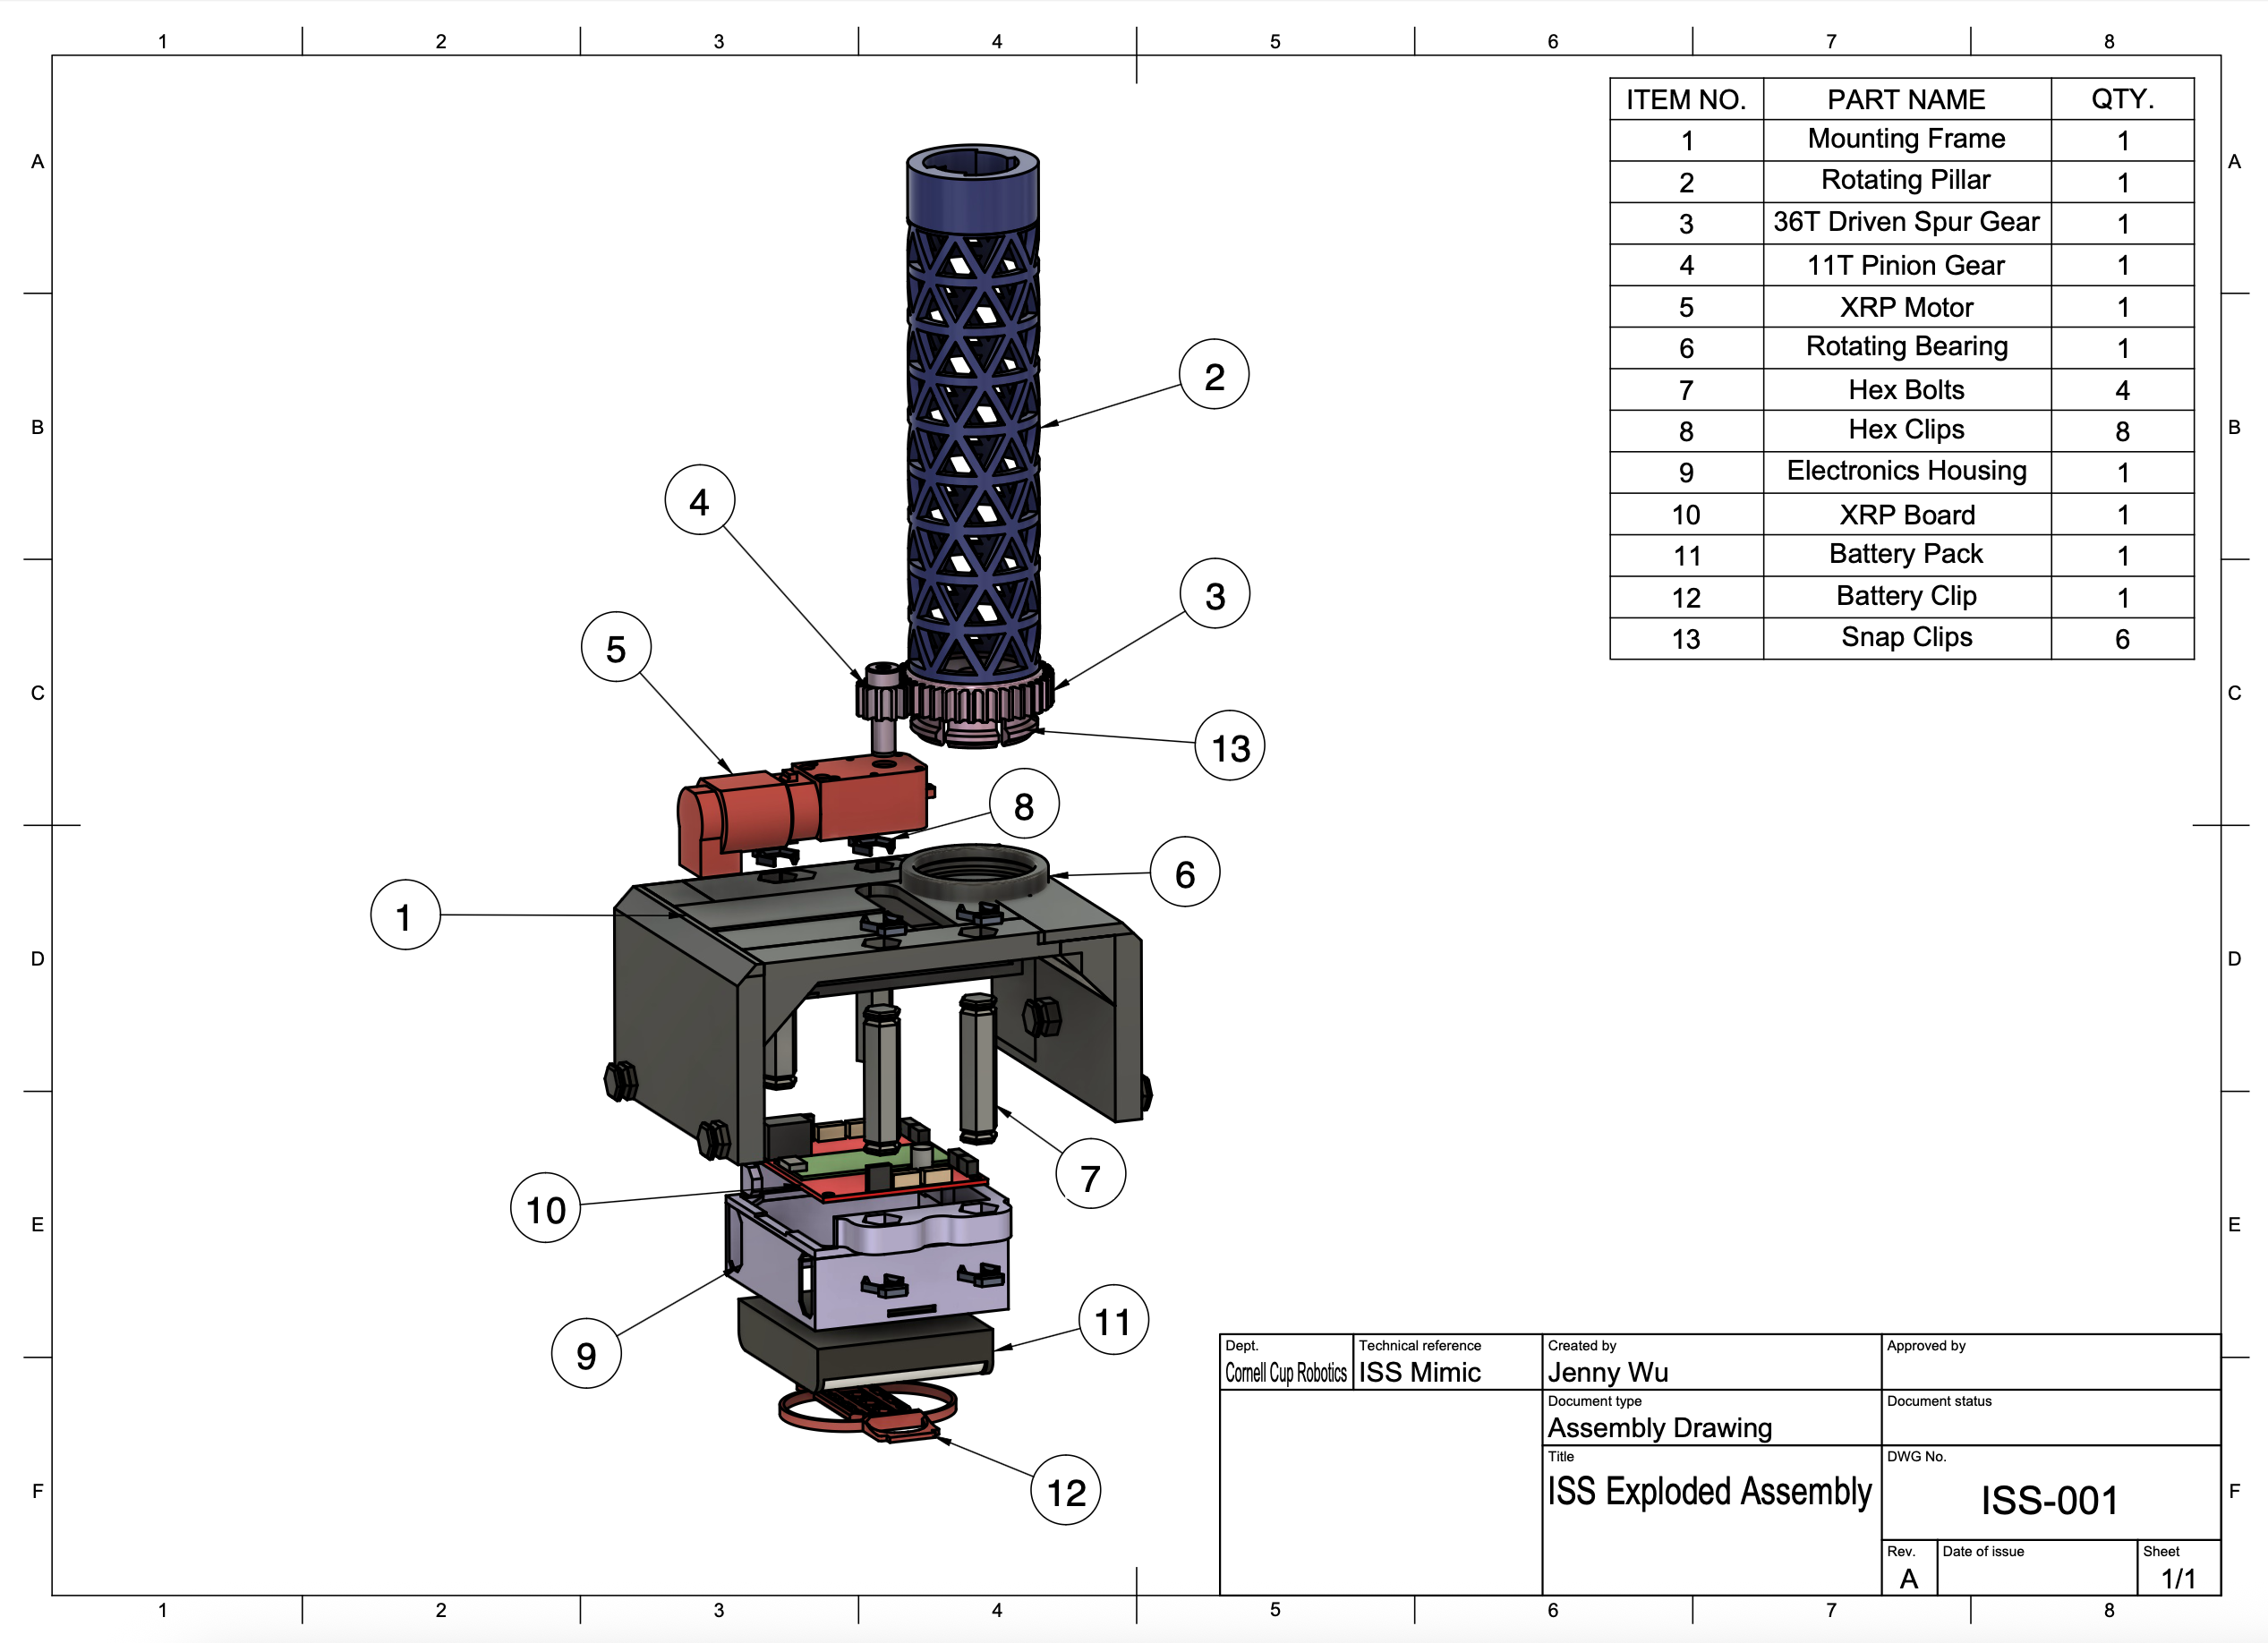 1 2 3 4 5 6 7 8
A A
B B
C C
D D
E E
F F
ITEM NO. PART NAME QTY.
1 Mounting Frame 1
2 Rotating Pillar 1
3 36T Driven Spur Gear 1
4 11T Pinion Gear 1
5 XRP Motor 1
6 Rotating Bearing 1
7 Hex Bolts 4
8 Hex Clips 8
9 Electronics Housing 1
10 XRP Board 1
11 Battery Pack 1
12 Battery Clip 1
13 Snap Clips 6
2
4
3
5
13
8
6
1
7
10
11
9
12
Dept. Technical reference Created by Approved by
Cornell Cup Robotics ISS Mimic Jenny Wu
Document type Document status
Assembly Drawing
Title DWG No.
ISS Exploded Assembly ISS-001
Rev. Date of issue Sheet
A 1/1
1 2 3 4 5 6 7 8